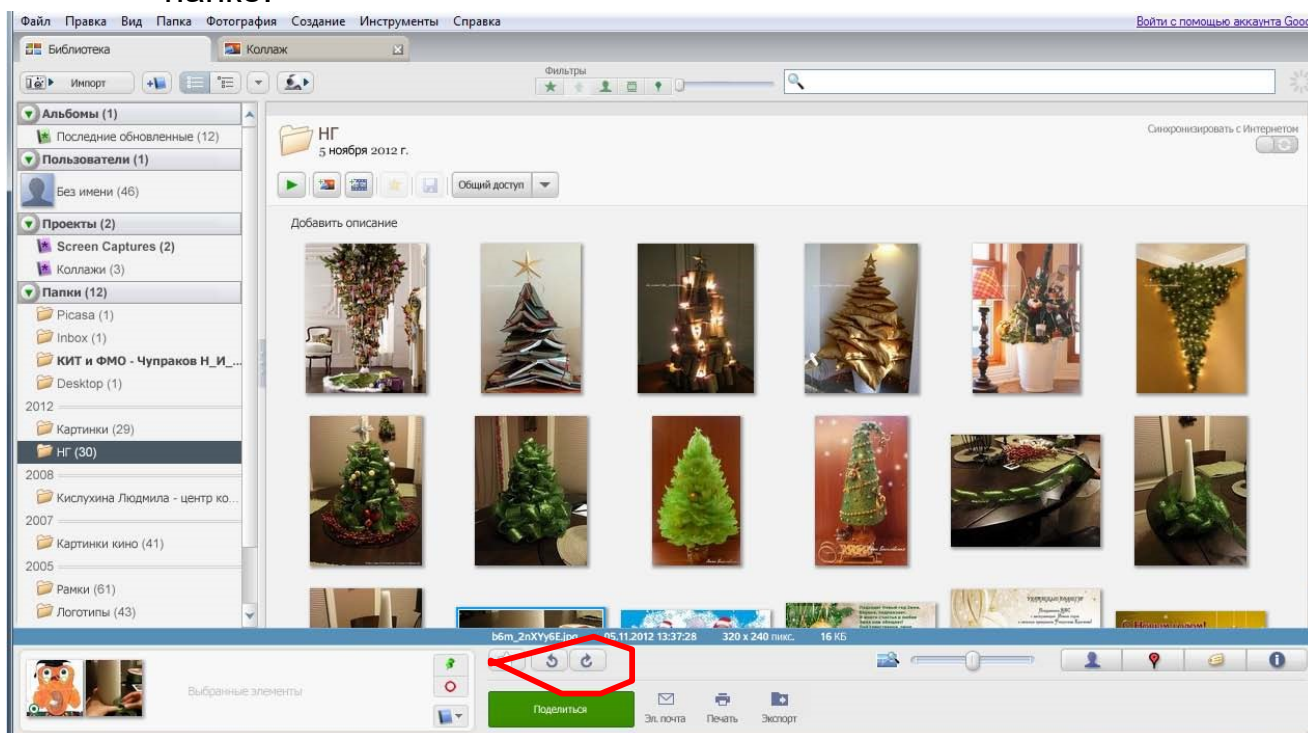 папке.
Файл Правка Вид Папка Фотография Создание Инструменты Справка
Войти с помощью аккаунта Goo
Библиотека
Коллаж
Импорт
Фильтры
Альбомы (1)
Последние обновленные (12)
Пользователи (1)
Без имени (46)
Проекты (2)
Screen Captures (2)
Коллажи (3)
Папки (12)
Picasa (1)
Inbox (1)
КИТ и ФМО - Чупраков Н_И_...
Desktop (1)
2012
Картинки (29)
НГ (30)
2008
Кислухина Людмила - центр ко...
2007
Картинки кино (41)
2005
Рамки (61)
Логотипы (43)
НГ
5 ноября 2012 г.
Синхронизировать с Интернетом
Общий доступ
Добавить описание
b6m_2nXYy6E.jpg 05.11.2012 13:37:28 320 x 240 пикс. 16 КБ
Выбранные элементы
Поделиться
Эл. почта
Печать
Экспорт